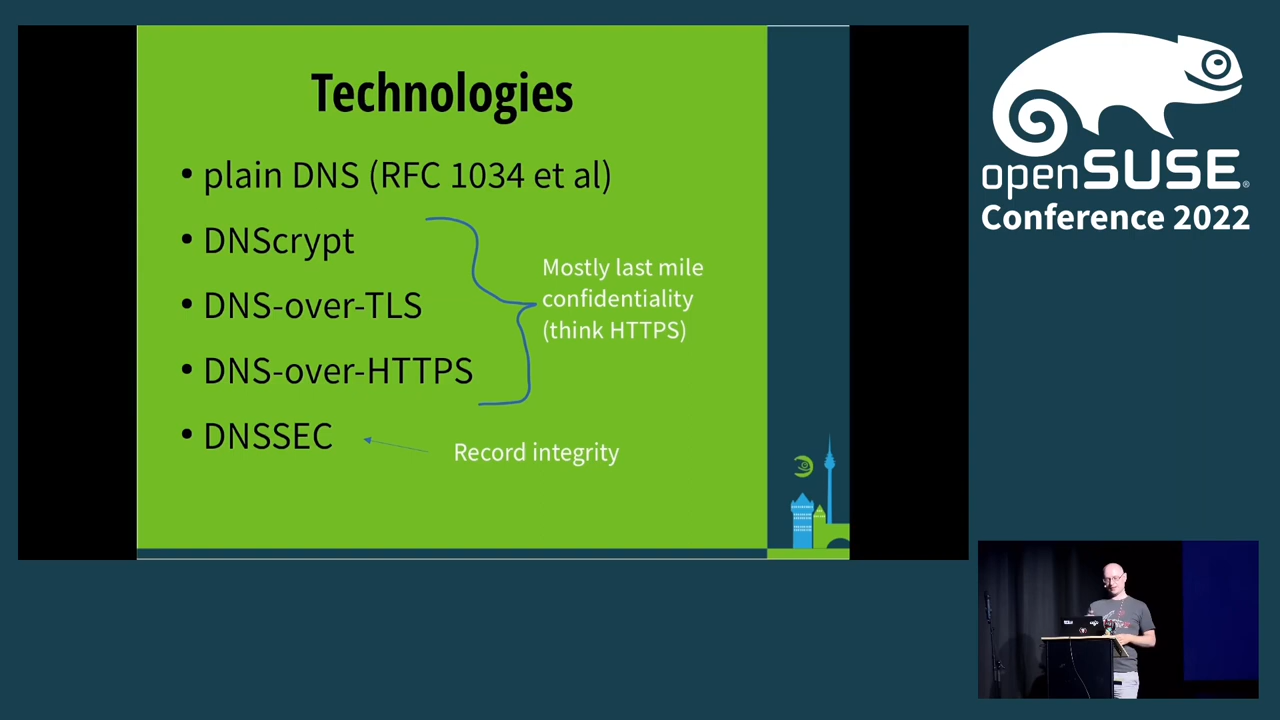 Technologies
• plain DNS (RFC 1034 et al)
• DNScrypt
• DNS-over-TLS
• DNS-over-HTTPS
• DNSSEC
Mostly last mile
confidentiality
(think HTTPS)
Record integrity
openSUSE®
Conference 2022